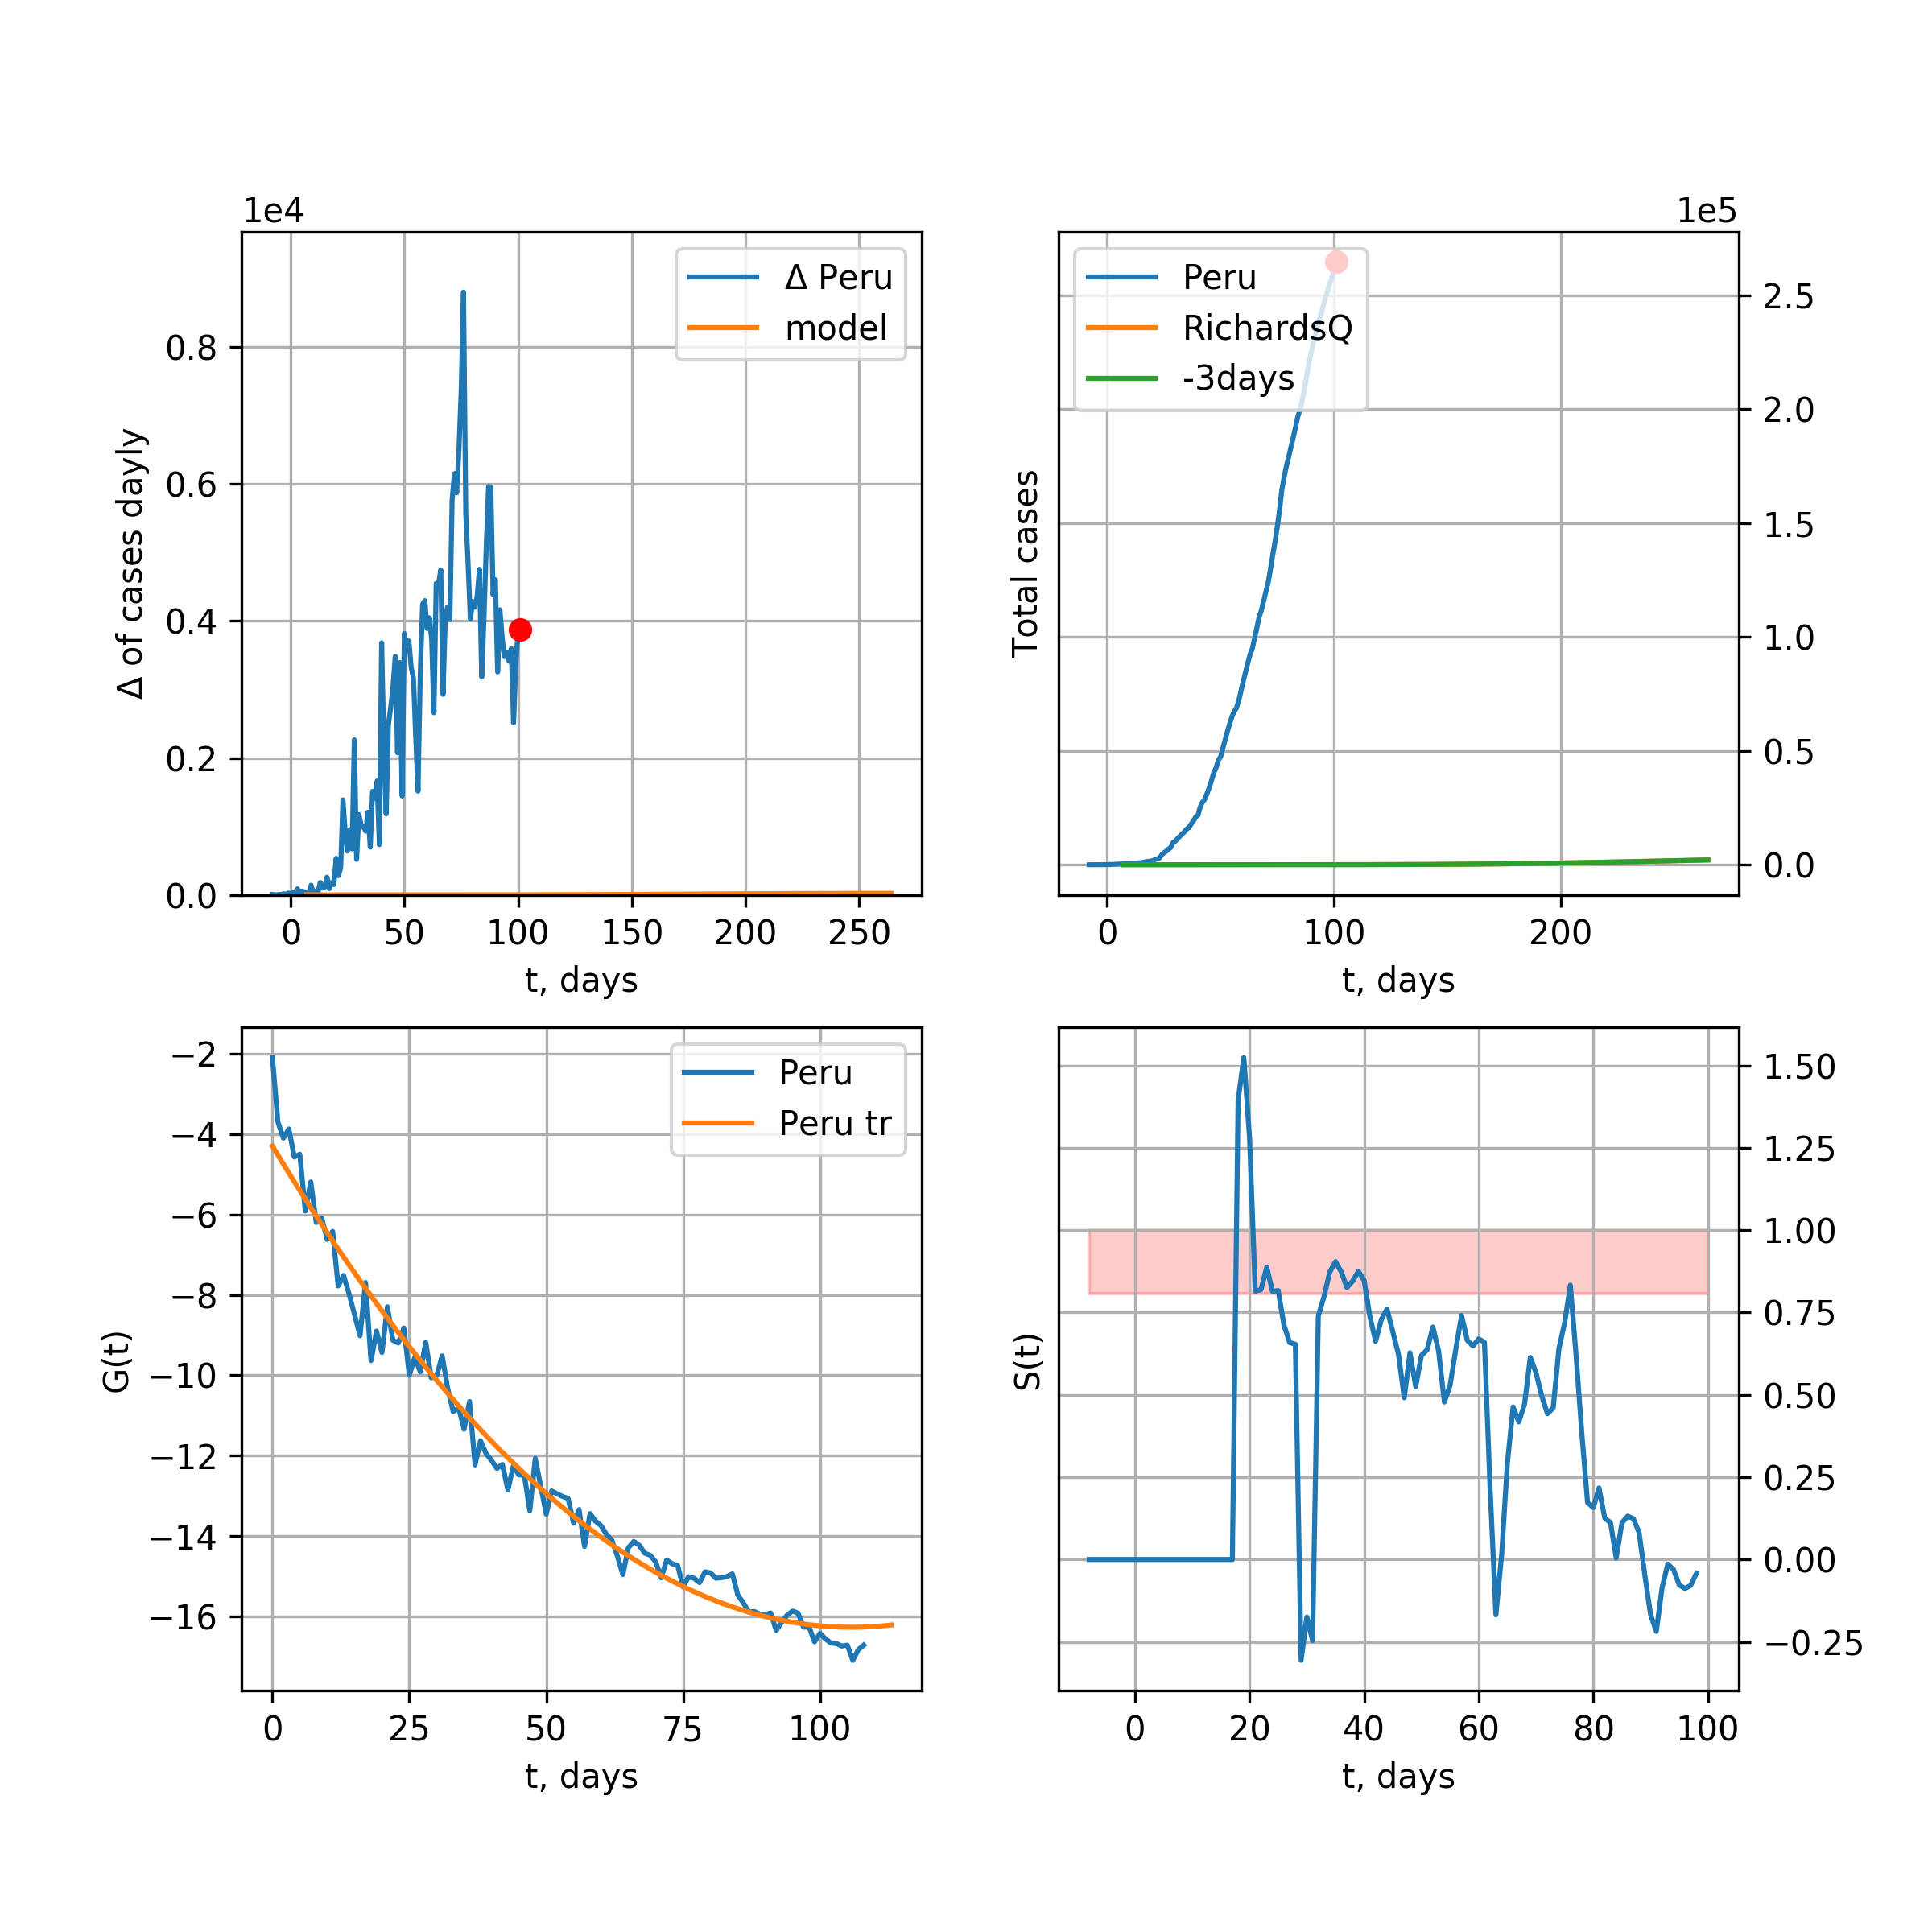 1e4
Δ of cases dayly
0.8
0.6
0.4
0.2
0.0
0 50 100 150 200 250
t, days
Δ Peru
model
1e5
Total cases
2.5
2.0
1.5
1.0
0.5
0.0
0 100 200
t, days
Peru
RichardsQ
-3days
G(t)
−2
−4
−6
−8
−10
−12
−14
−16
0 25 50 75 100
t, days
Peru
Peru tr
S(t)
1.50
1.25
1.00
0.75
0.50
0.25
0.00
−0.25
0 20 40 60 80 100
t, days